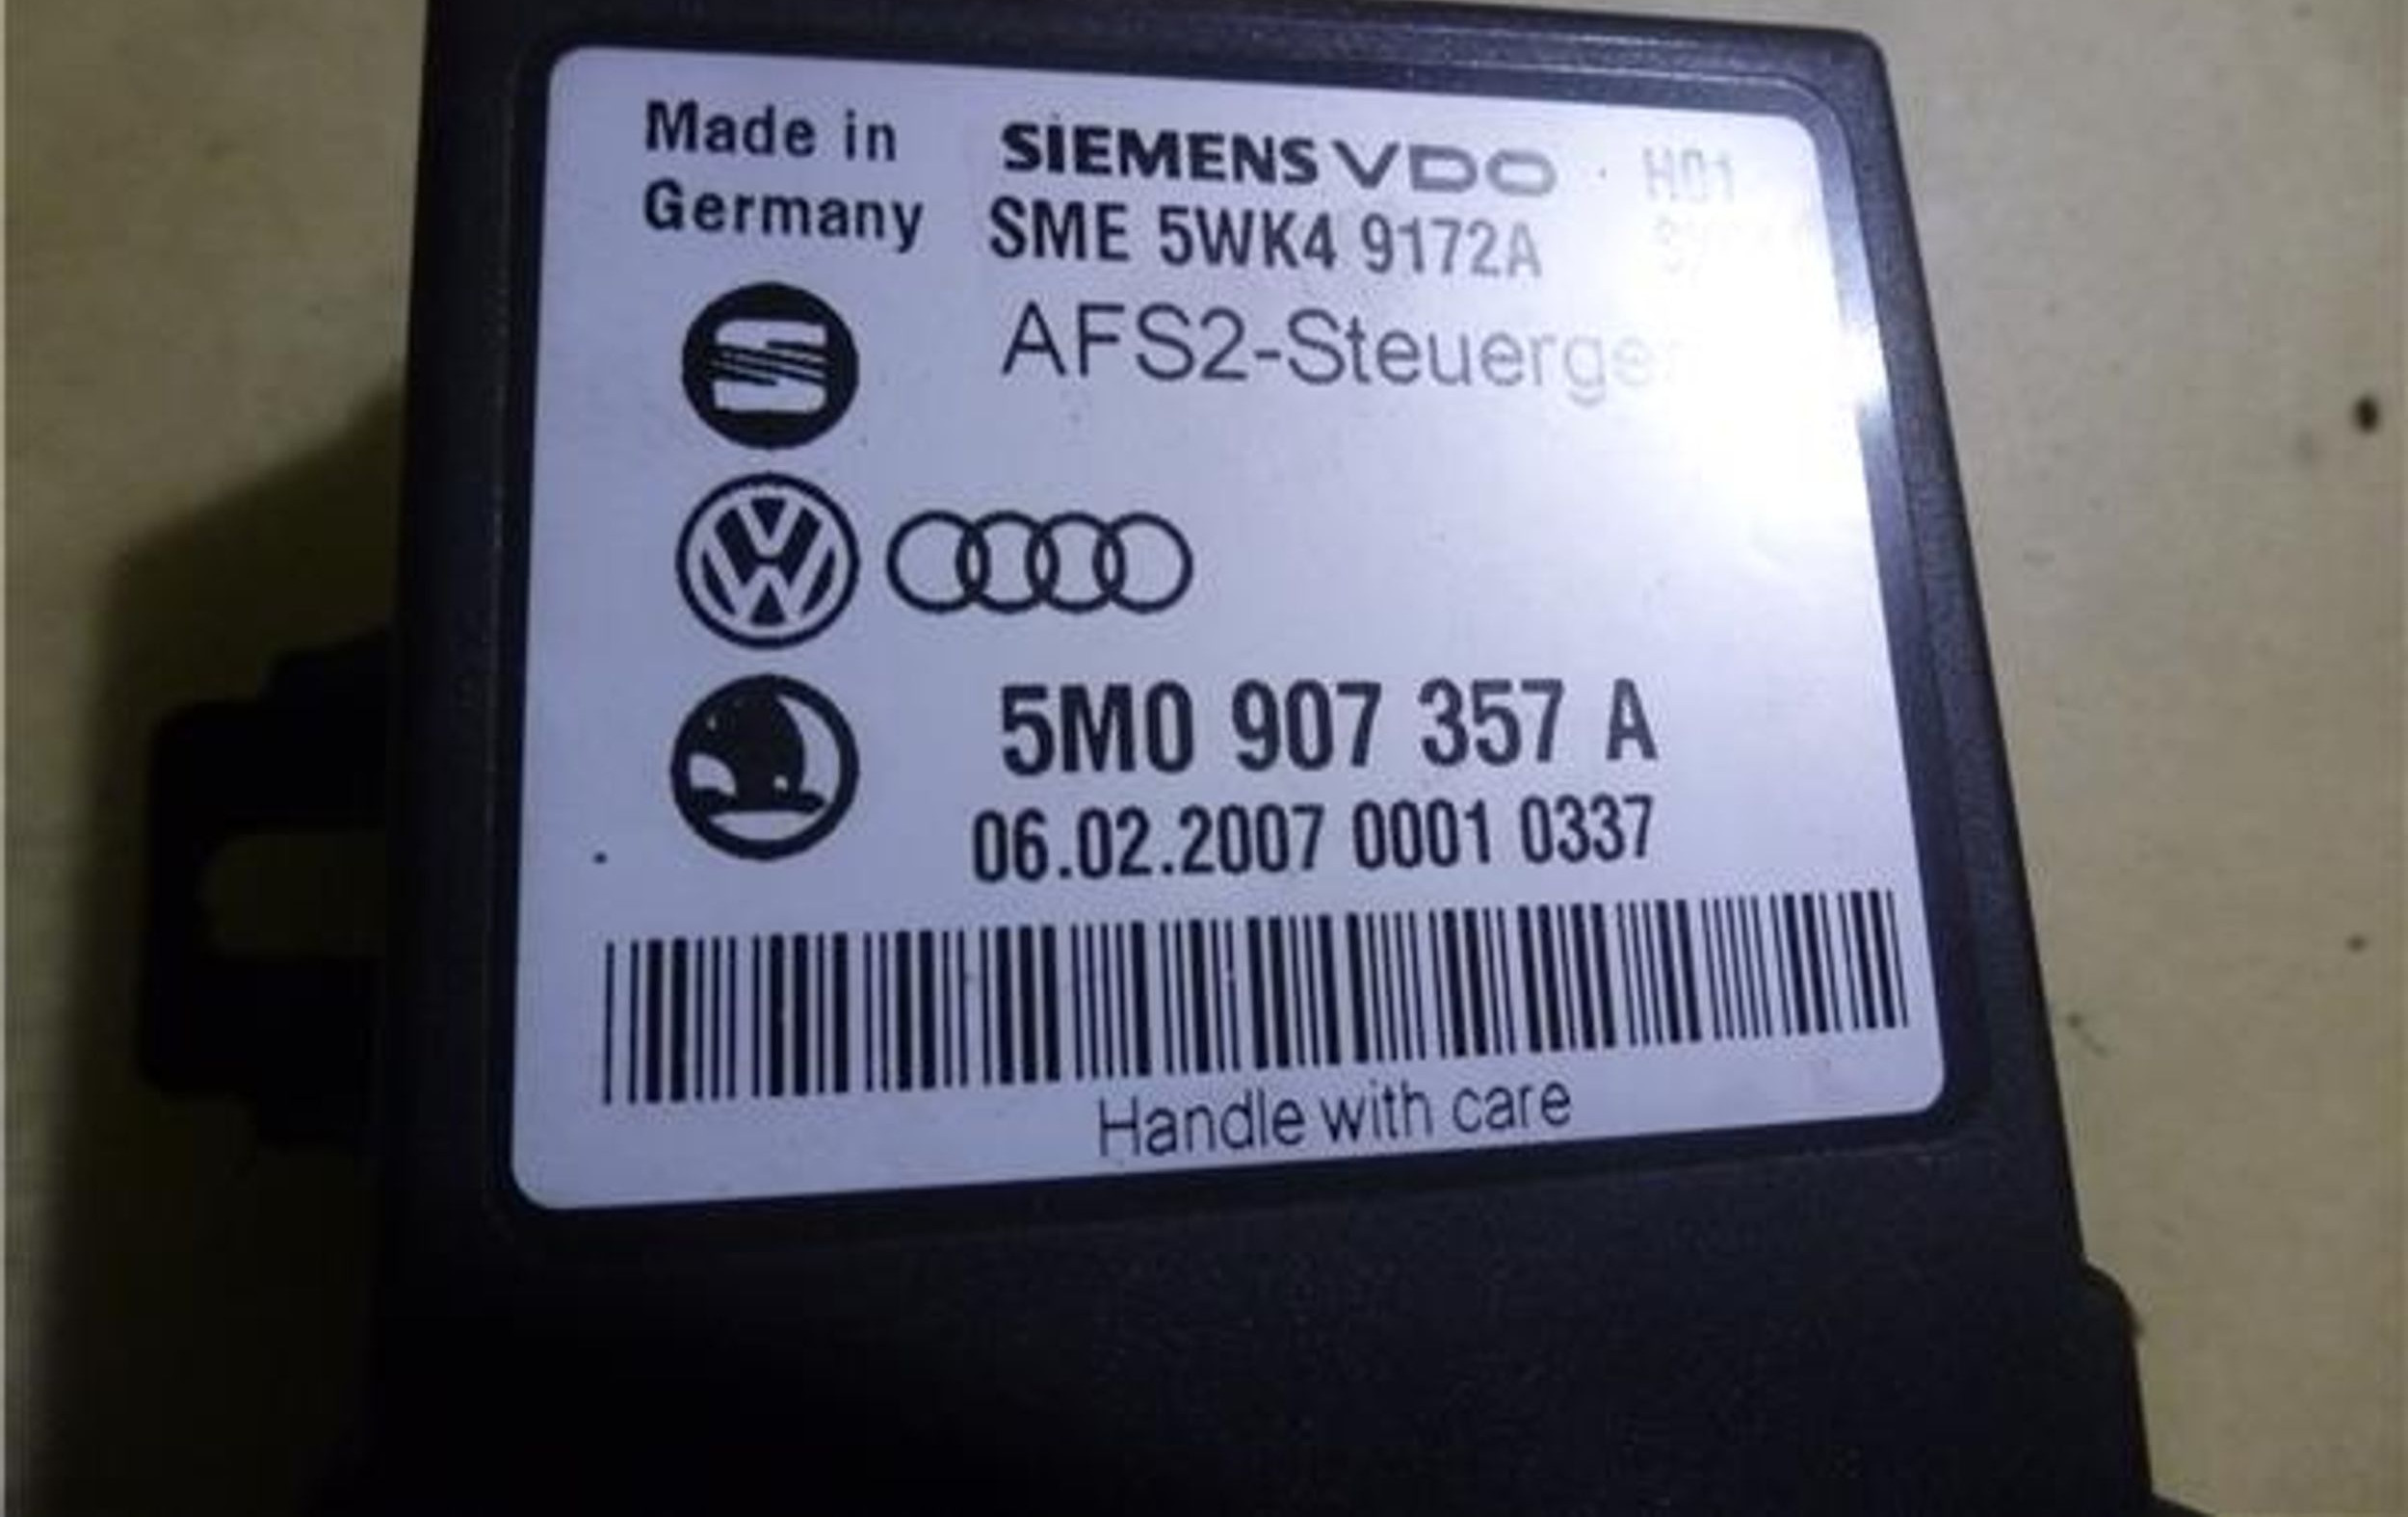 Made in
Germany
SIEMENS VDO H01
SME 5WK4 9172A
AFS2-Steuerge
5M0 907 357 A
06.02.2007 0001 0337
Handle with care